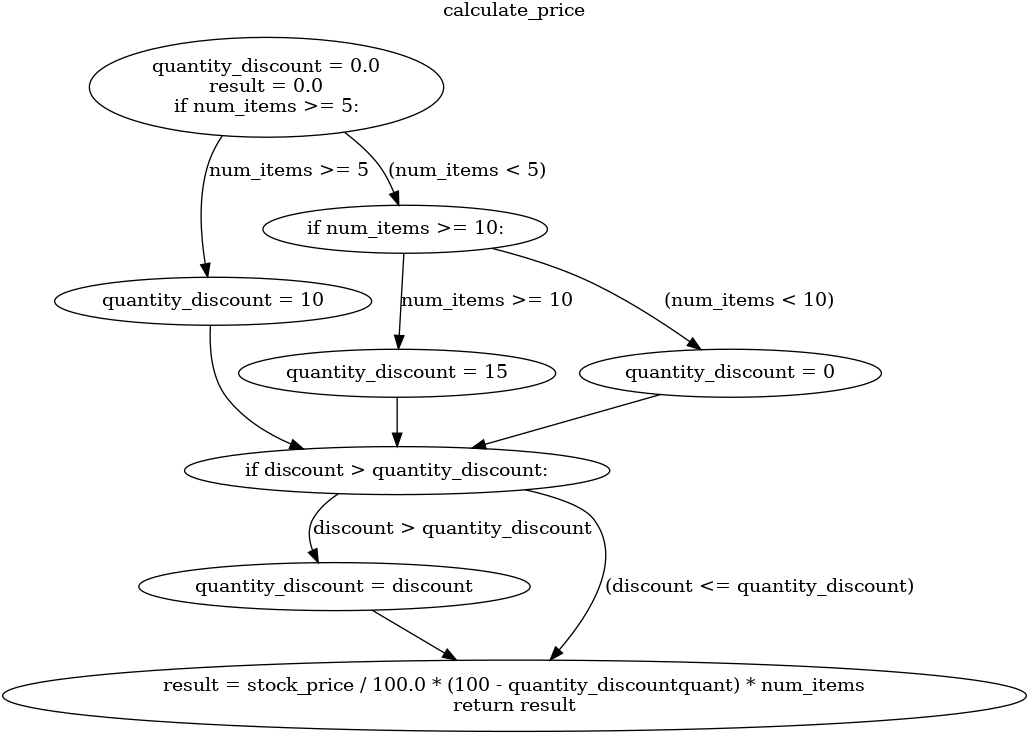 calculate_price
quantity_discount = 0.0
result = 0.0
if num_items >= 5:
num_items >= 5
(num_items < 5)
if num_items >= 10:
quantity_discount = 10
num_items >= 10
(num_items < 10)
quantity_discount = 15
quantity_discount = 0
if discount > quantity_discount:
discount > quantity_discount
quantity_discount = discount
(discount <= quantity_discount)
result = stock_price / 100.0 * (100 - quantity_discountquant) * num_items
return result